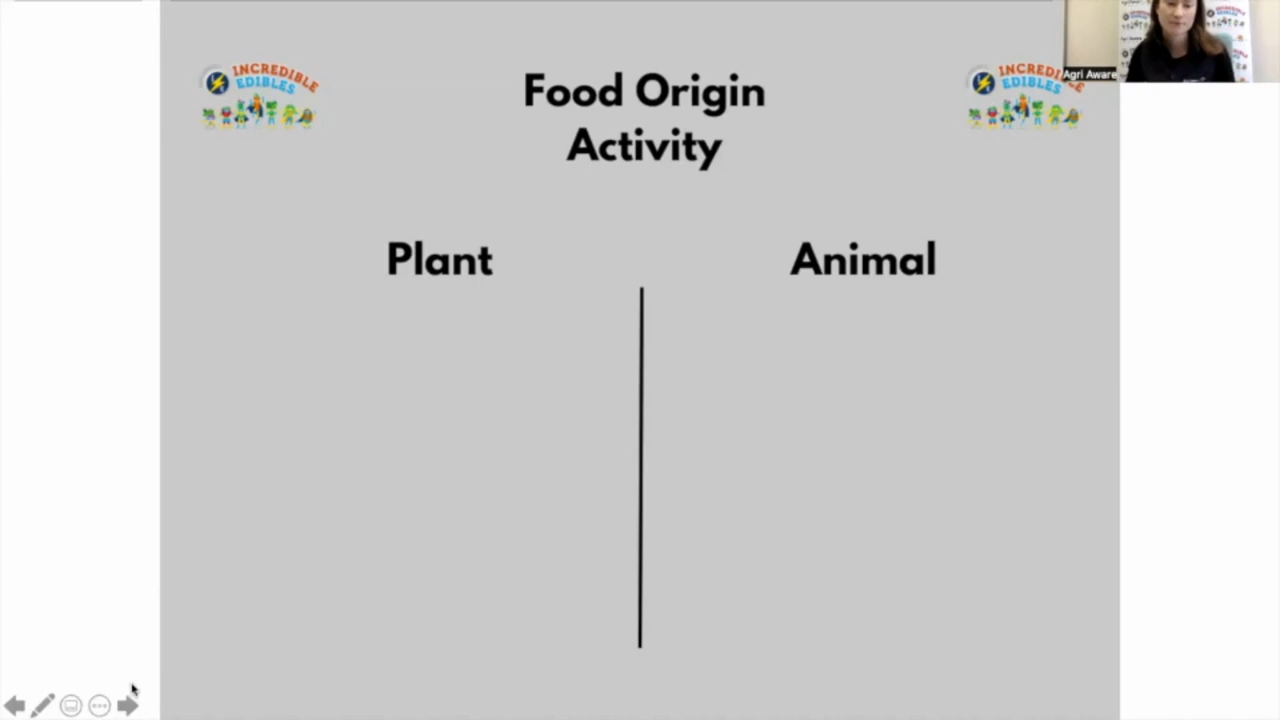 INCREDIBLE
EDIBLES
Food Origin
Activity
INCREDIBLE
EDIBLES
Agri Aware
Plant
Animal